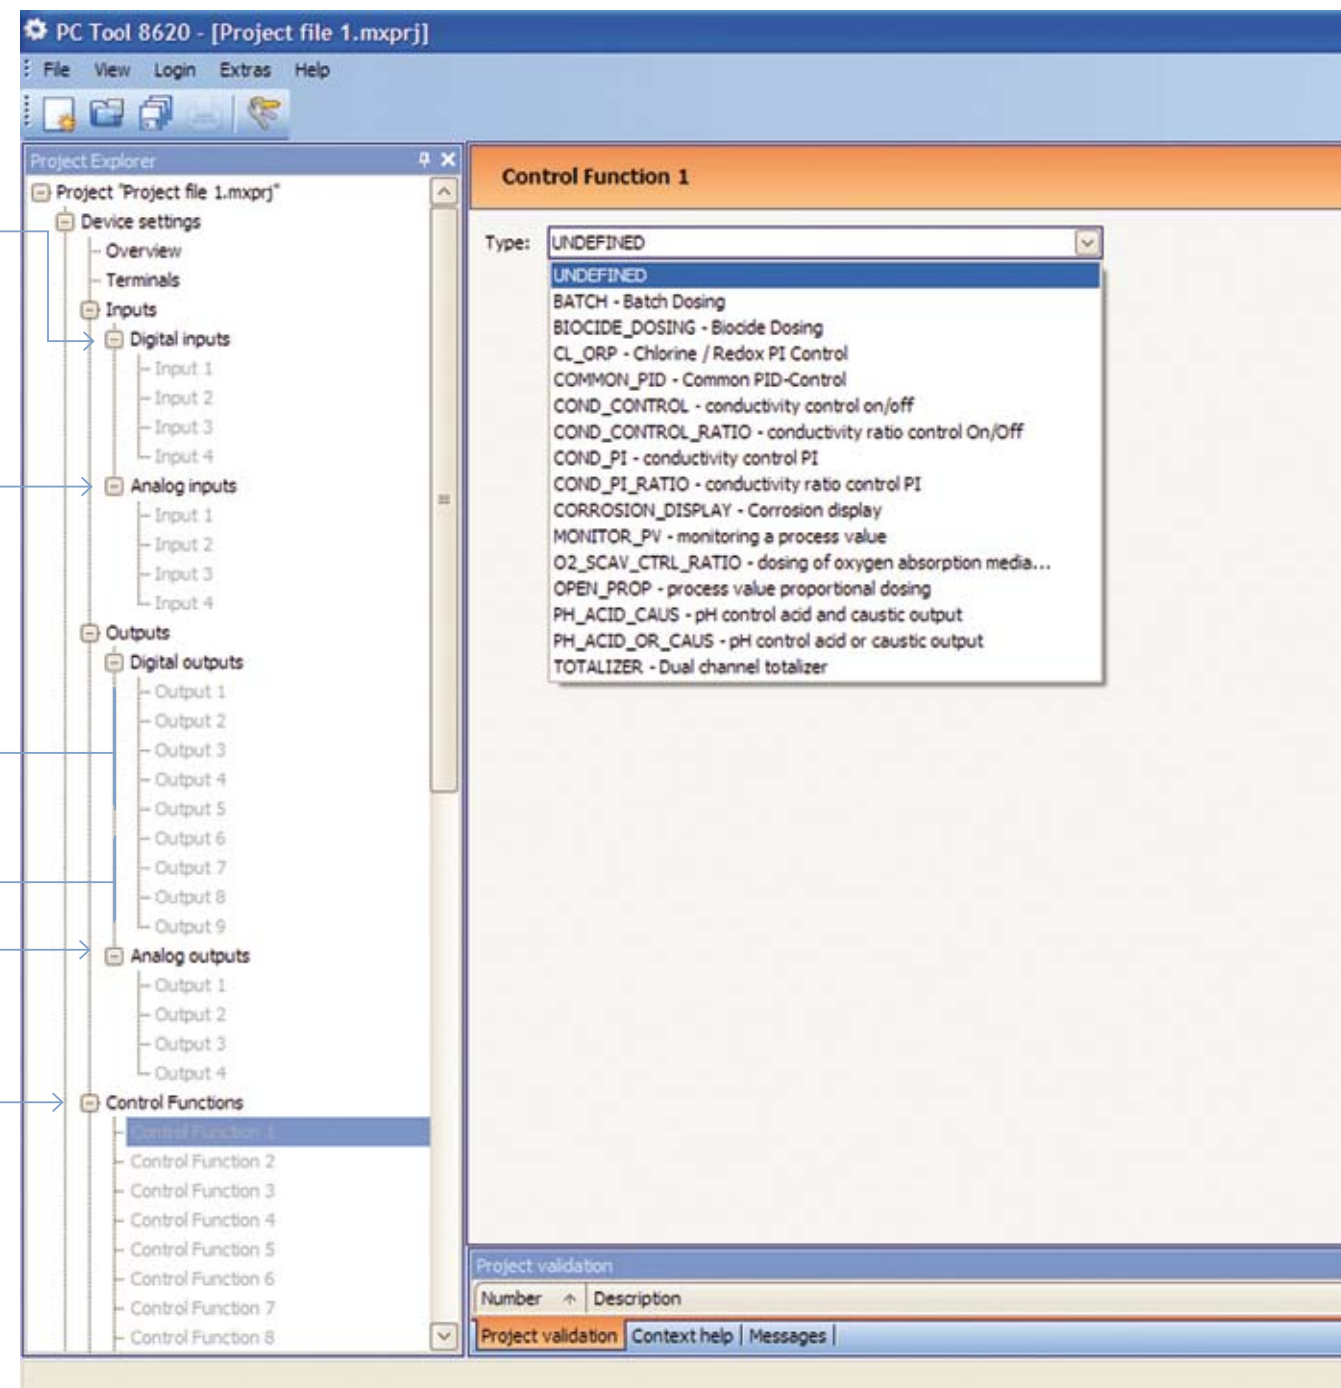 PC Tool 8620 - [Project file 1.mxprj]
File View Login Extras Help
Project Explorer
Project "Project file 1.mxprj"
Device settings
Overview
Terminals
Inputs
Digital inputs
Input 1
Input 2
Input 3
Input 4
Analog inputs
Input 1
Input 2
Input 3
Input 4
Outputs
Digital outputs
Output 1
Output 2
Output 3
Output 4
Output 5
Output 6
Output 7
Output 8
Output 9
Analog outputs
Output 1
Output 2
Output 3
Output 4
Control Functions
Control Function 1
Control Function 2
Control Function 3
Control Function 4
Control Function 5
Control Function 6
Control Function 7
Control Function 8
Control Function 1
Type: UNDEFINED
UNDEFINED
BATCH - Batch Dosing
BIOCIDE_DOSING - Biocide Dosing
CL_ORP - Chlorine / Redox PI Control
COMMON_PID - Common PID-Control
COND_CONTROL - conductivity control on/off
COND_CONTROL_RATIO - conductivity ratio control On/Off
COND_PI - conductivity control PI
COND_PI_RATIO - conductivity ratio control PI
CORROSION_DISPLAY - Corrosion display
MONITOR_PV - monitoring a process value
O2_SCAV_CTRL_RATIO - dosing of oxygen absorption media...
OPEN_PROP - process value proportional dosing
PH_ACID_CAUS - pH control acid and caustic output
PH_ACID_OR_CAUS - pH control acid or caustic output
TOTALIZER - Dual channel totalizer
Project validation
Number Description
Project validation Context help Messages